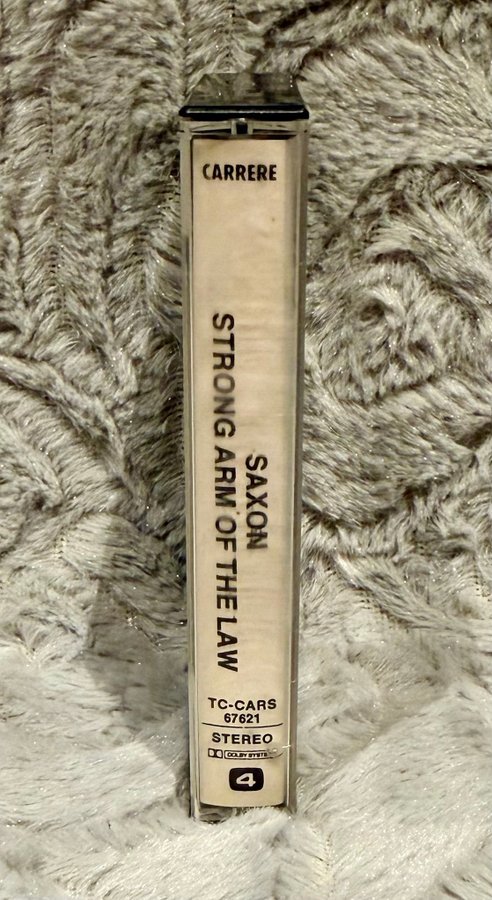 CARRERE
SAXON
STRONG ARM OF THE LAW
TC-CARS
67621
STEREO
DOLBY SYSTEM
4